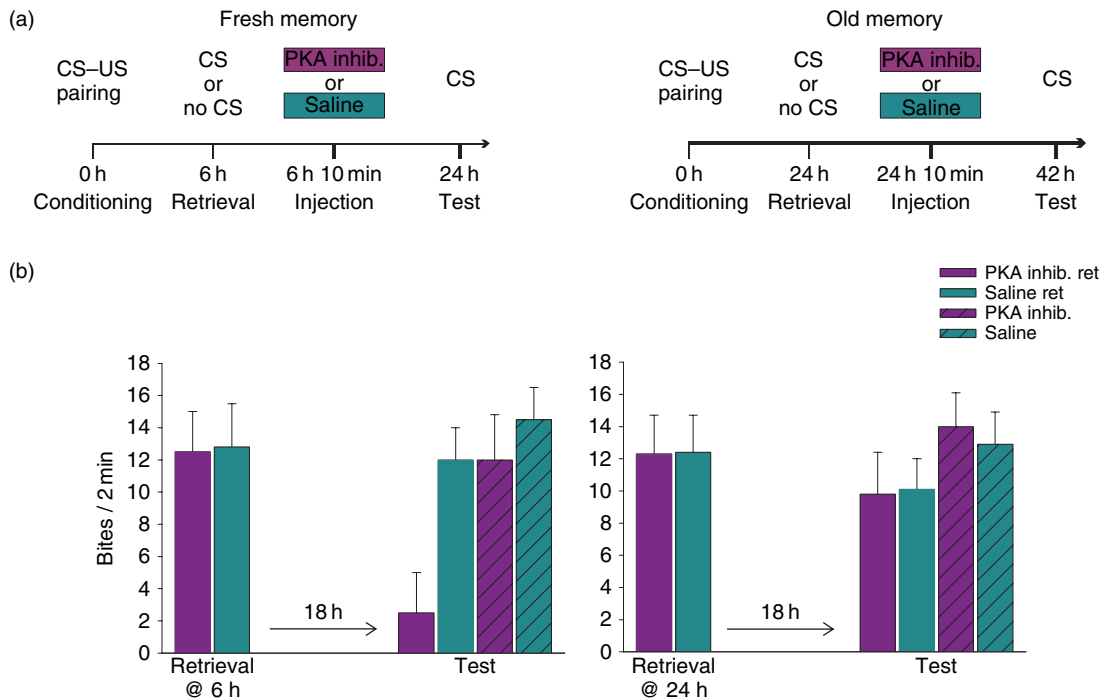 (a)
Fresh memory
CS–US
pairing
CS
or
no CS
PKA inhib.
or
Saline
CS
0 h
6 h
6 h 10 min
24 h
Conditioning
Retrieval
Injection
Test
Old memory
CS–US
pairing
CS
or
no CS
PKA inhib.
or
Saline
CS
0 h
24 h
24 h 10 min
42 h
Conditioning
Retrieval
Injection
Test
(b)
PKA inhib. ret
Saline ret
PKA inhib.
Saline
Bites / 2 min
18
16
14
12
10
8
6
4
2
0
18 h
Retrieval
@ 6 h
Test
18
16
14
12
10
8
6
4
2
0
18 h
Retrieval
@ 24 h
Test